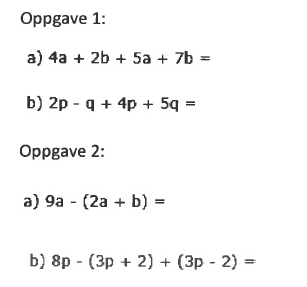 Oppgave 1:
a) 4a + 2b + 5a + 7b =
b) 2p - q + 4p + 5q =
Oppgave 2:
a) 9a - (2a + b) =
b) 8p - (3p + 2) + (3p - 2) =